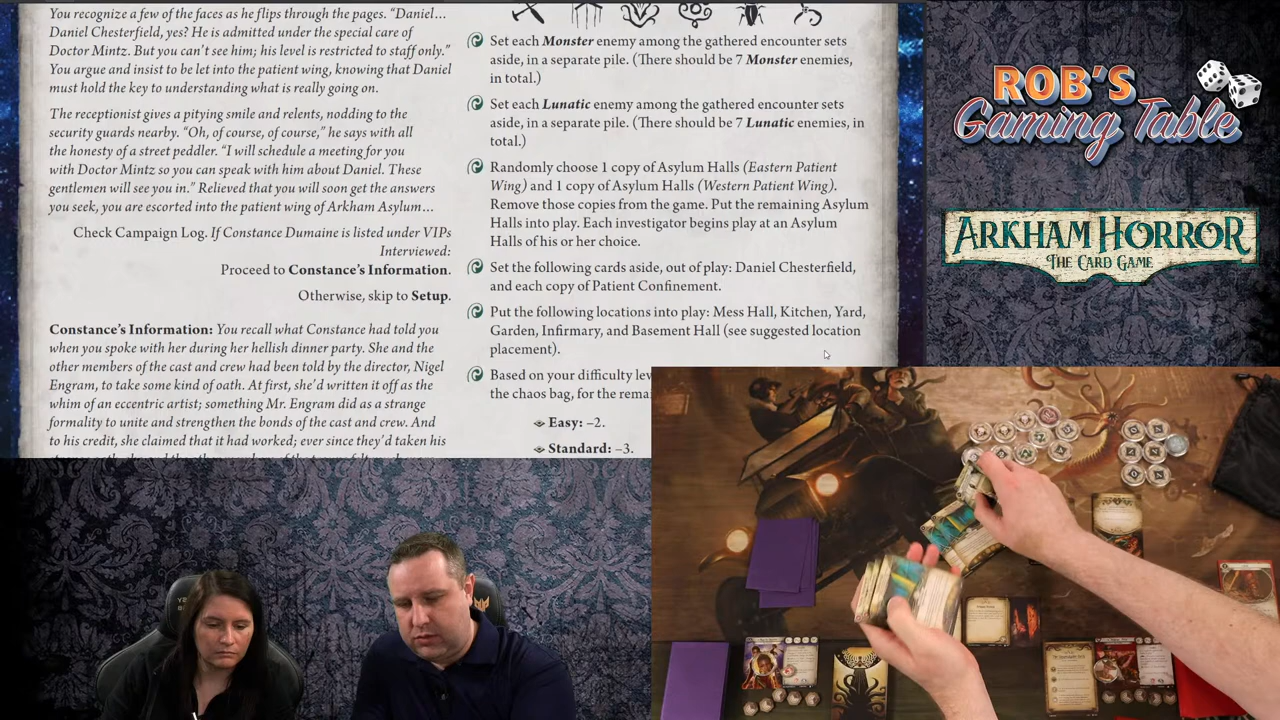 You recognize a few of the faces as he flips through the pages. “Daniel…
Daniel Chesterfield, yes? He is admitted under the special care of
Doctor Mintz. But you can’t see him; his level is restricted to staff only.”
You argue and insist to be let into the patient wing, knowing that Daniel
must hold the key to understanding what is really going on.
The receptionist gives a pitying smile and relents, nodding to the
security guards nearby. “Oh, of course, of course,” he says with all
the honesty of a street peddler. “I will schedule a meeting for you
with Doctor Mintz so you can speak with him about Daniel. These
gentlemen will see you in.” Relieved that you will soon get the answers
you seek, you are escorted into the patient wing of Arkham Asylum…
Check Campaign Log. If Constance Dumaine is listed under VIPs
Interviewed:
Proceed to Constance’s Information.
Otherwise, skip to Setup.
Constance’s Information: You recall what Constance had told you
when you spoke with her during her hellish dinner party. She and the
other members of the cast and crew had been told by the director, Nigel
Engram, to take some kind of oath. At first, she’d written it off as the
whim of an eccentric artist; something Mr. Engram did as a strange
formality to unite and strengthen the bonds of the cast and crew. And
to his credit, she claimed that it had worked; ever since they’d taken his
Set each Monster enemy among the gathered encounter sets
aside, in a separate pile. (There should be 7 Monster enemies,
in total.)
Set each Lunatic enemy among the gathered encounter sets
aside, in a separate pile. (There should be 7 Lunatic enemies, in
total.)
Randomly choose 1 copy of Asylum Halls (Eastern Patient
Wing) and 1 copy of Asylum Halls (Western Patient Wing).
Remove those copies from the game. Put the remaining Asylum
Halls into play. Each investigator begins play at an Asylum
Halls of his or her choice.
Set the following cards aside, out of play: Daniel Chesterfield,
and each copy of Patient Confinement.
Put the following locations into play: Mess Hall, Kitchen, Yard,
Garden, Infirmary, and Basement Hall (see suggested location
placement).
Based on your difficulty lev
the chaos bag, for the rema
Easy: –2.
Standard: –3.
ROB’S
Gaming Table
ARKHAM HORROR
THE CARD GAME